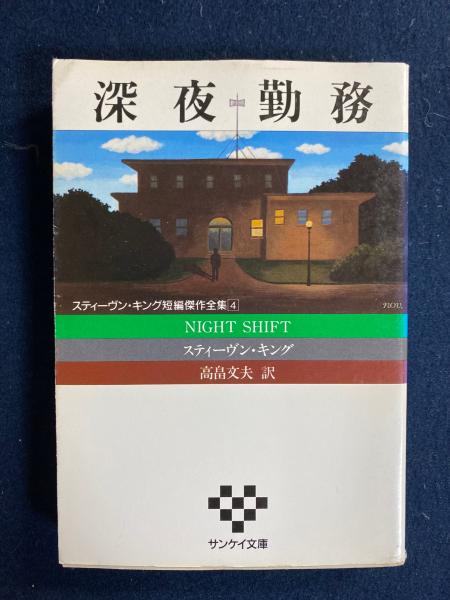 深夜勤務
スティーヴン・キング短編傑作全集4
NIGHT SHIFT
スティーヴン・キング
高畠文夫 訳
サンケイ文庫